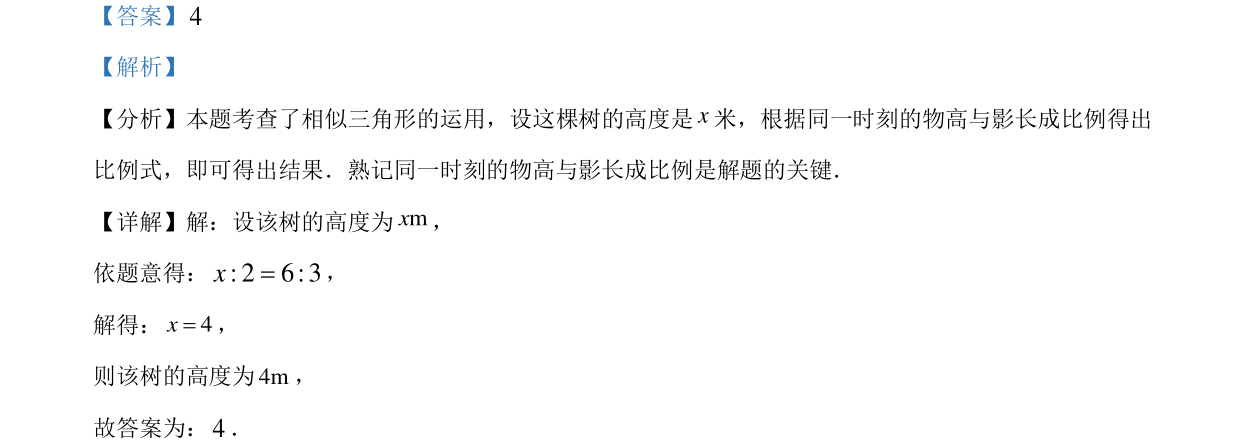 【答案】4
【解析】
【分析】本题考查了相似三角形的运用，设这棵树的高度是 x 米，根据同一时刻的物高与影长成比例得出
比例式，即可得出结果．熟记同一时刻的物高与影长成比例是解题的关键．
【详解】解：设该树的高度为 xm，
依题意得：x:2=6:3，
解得：x=4，
则该树的高度为4m，
故答案为：4．